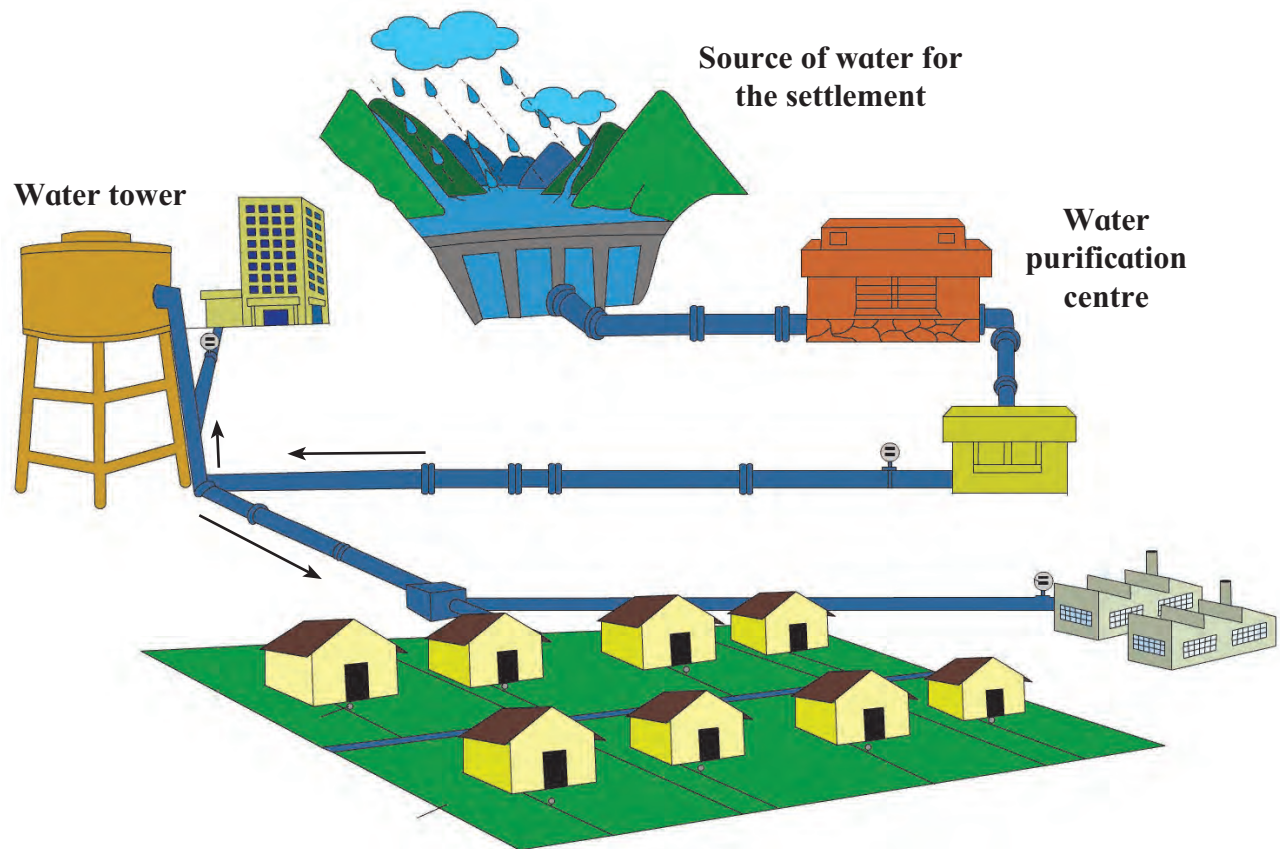 Source of water for
the settlement
Water tower
Water
purification
centre